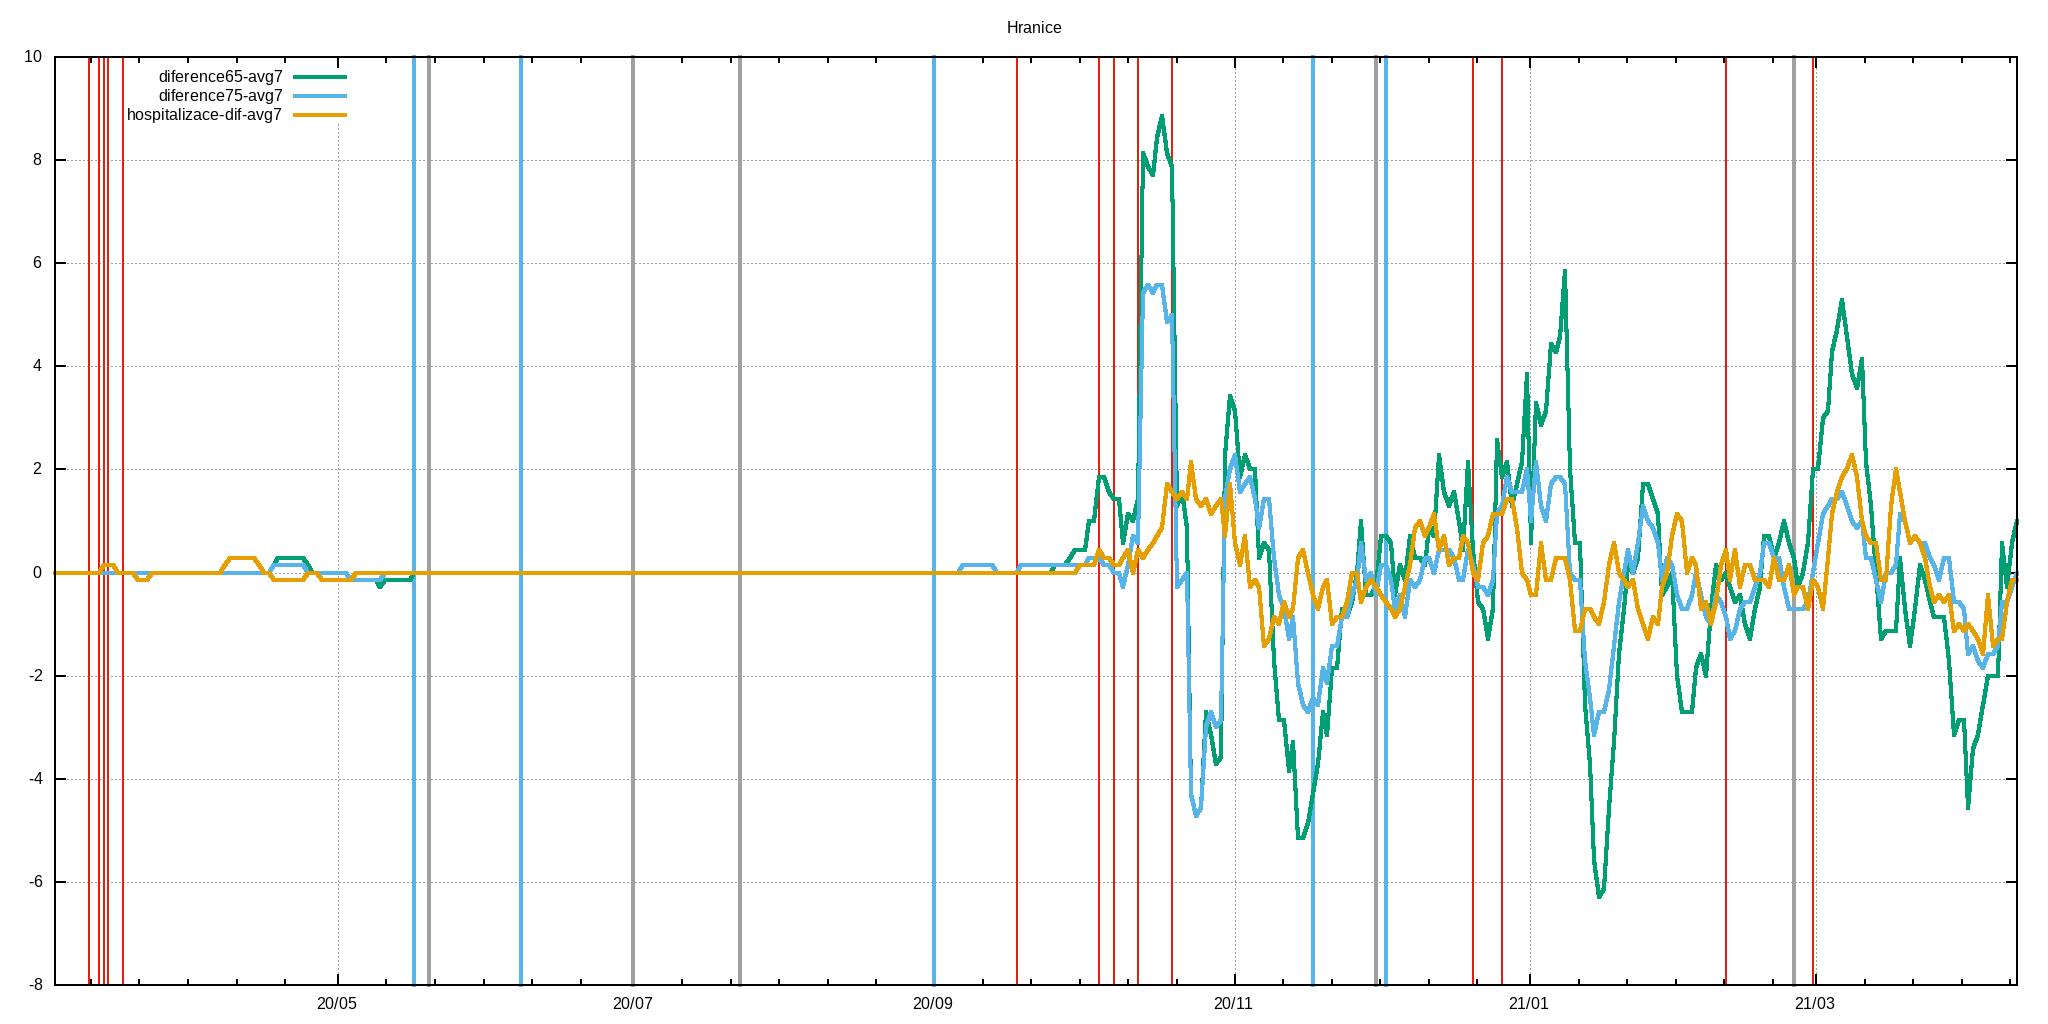 Hranice
diference65-avg7
diference75-avg7
hospitalizace-dif-avg7
10
8
6
4
2
0
-2
-4
-6
-8
20/05 20/07 20/09 20/11 21/01 21/03